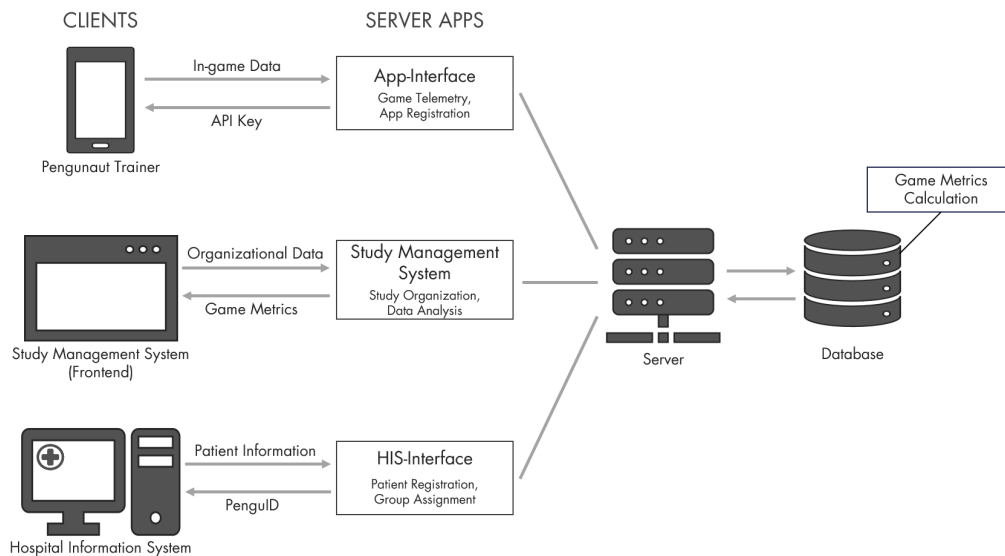 CLIENTS
SERVER APPS
In-game Data
API Key
Pengunaut Trainer
App-Interface
Game Telemetry,
App Registration
Game Metrics
Calculation
Organizational Data
Game Metrics
Study Management System
(Frontend)
Study Management
System
Study Organization,
Data Analysis
Server
Database
Patient Information
PenguID
Hospital Information System
HIS-Interface
Patient Registration,
Group Assignment